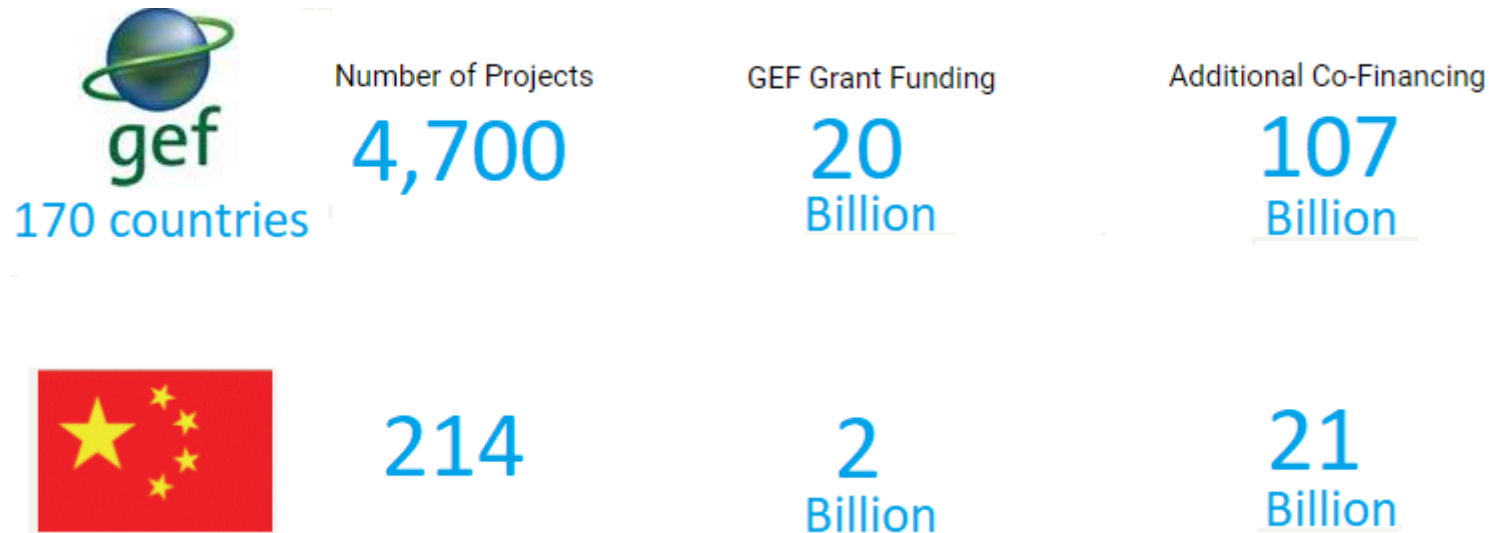 gef
170 countries
Number of Projects
4,700
GEF Grant Funding
20
Billion
Additional Co-Financing
107
Billion
214
2
Billion
21
Billion